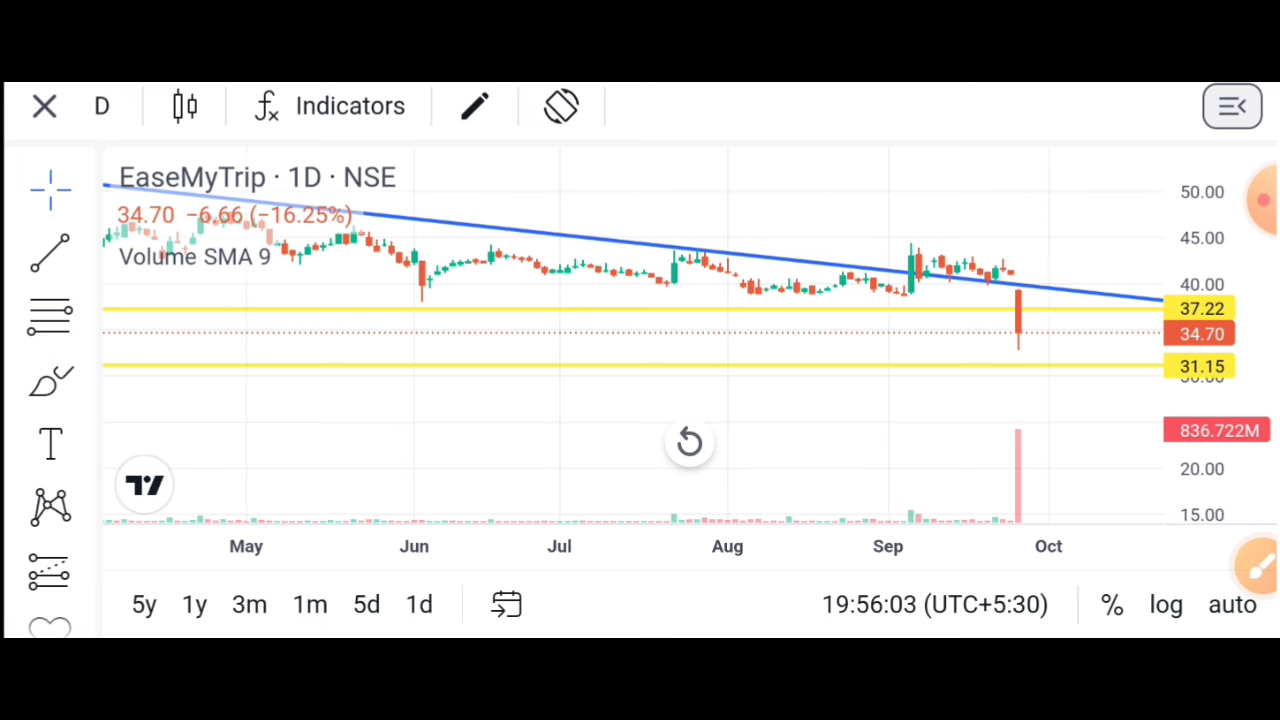 D Indicators
EaseMyTrip · 1D · NSE
34.70 −6.66 (−16.25%)
Volume SMA 9
50.00
45.00
40.00
37.22
34.70
31.15
30.00
836.722M
20.00
15.00
May Jun Jul Aug Sep Oct
5y 1y 3m 1m 5d 1d 19:56:03 (UTC+5:30) % log auto